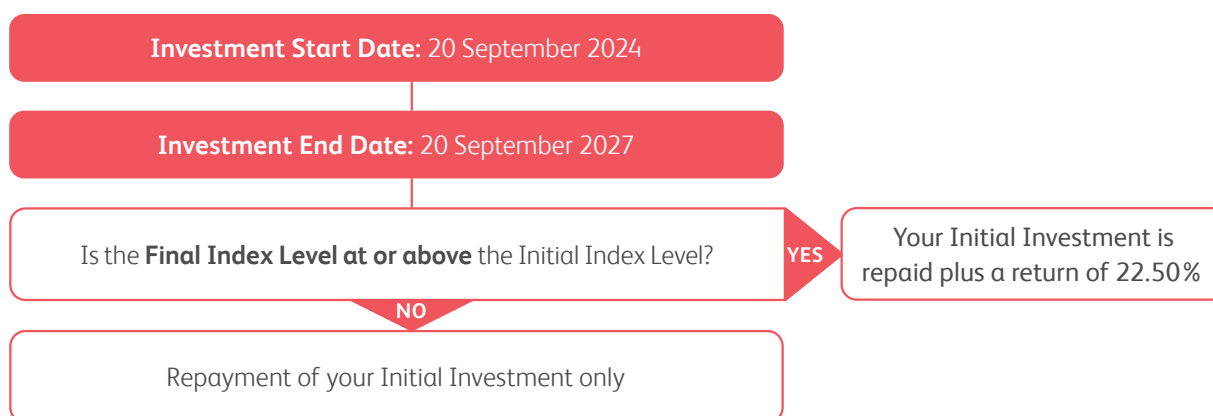 Investment Start Date: 20 September 2024
Investment End Date: 20 September 2027
Is the Final Index Level at or above the Initial Index Level?
YES
Your Initial Investment is
repaid plus a return of 22.50%
NO
Repayment of your Initial Investment only